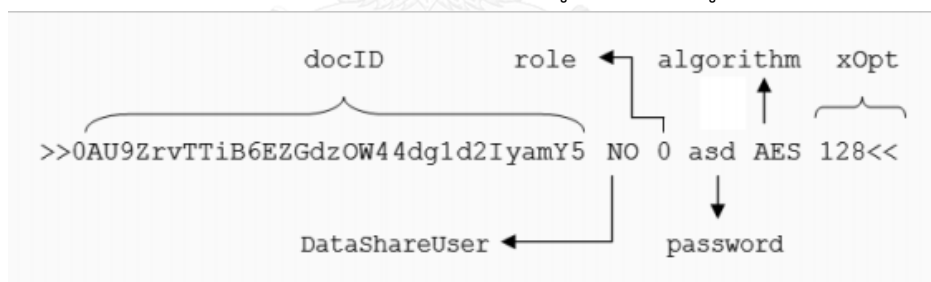 docID role algorithm xOpt
>>0AU9ZrvTTiB6EZGdzOW44dg1d2IyamY5 NO 0 asd AES 128<<
DataShareUser password